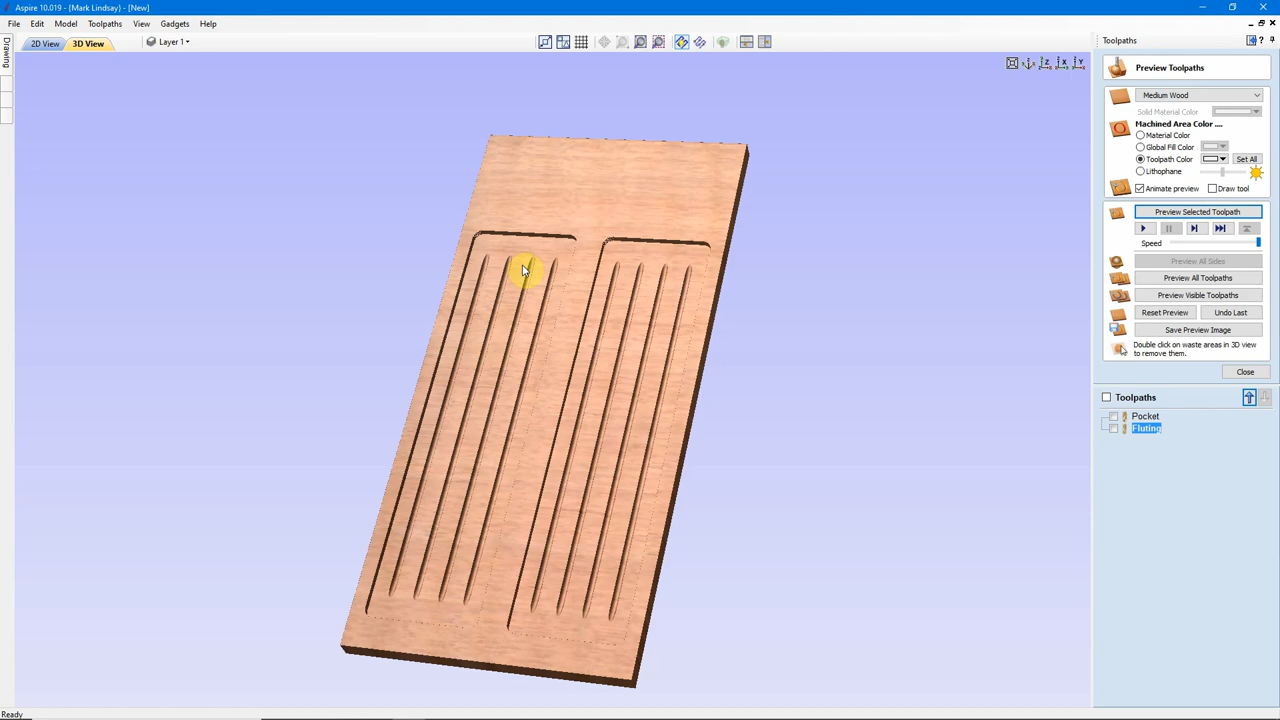 Aspire 10.019 - {Mark Lindsay} - [New]
File Edit Model Toolpaths View Gadgets Help
2D View 3D View Layer 1
Drawing
Toolpaths
Preview Toolpaths
Medium Wood
Solid Material Color
Machined Area Color ....
Material Color
Global Fill Color
Toolpath Color Set All
Lithophane
Animate preview Draw tool
Preview Selected Toolpath
Speed
Preview All Sides
Preview All Toolpaths
Preview Visible Toolpaths
Reset Preview Undo Last
Save Preview Image
Double click on waste areas in 3D view
to remove them.
Close
Toolpaths
Pocket
Fluting
Ready